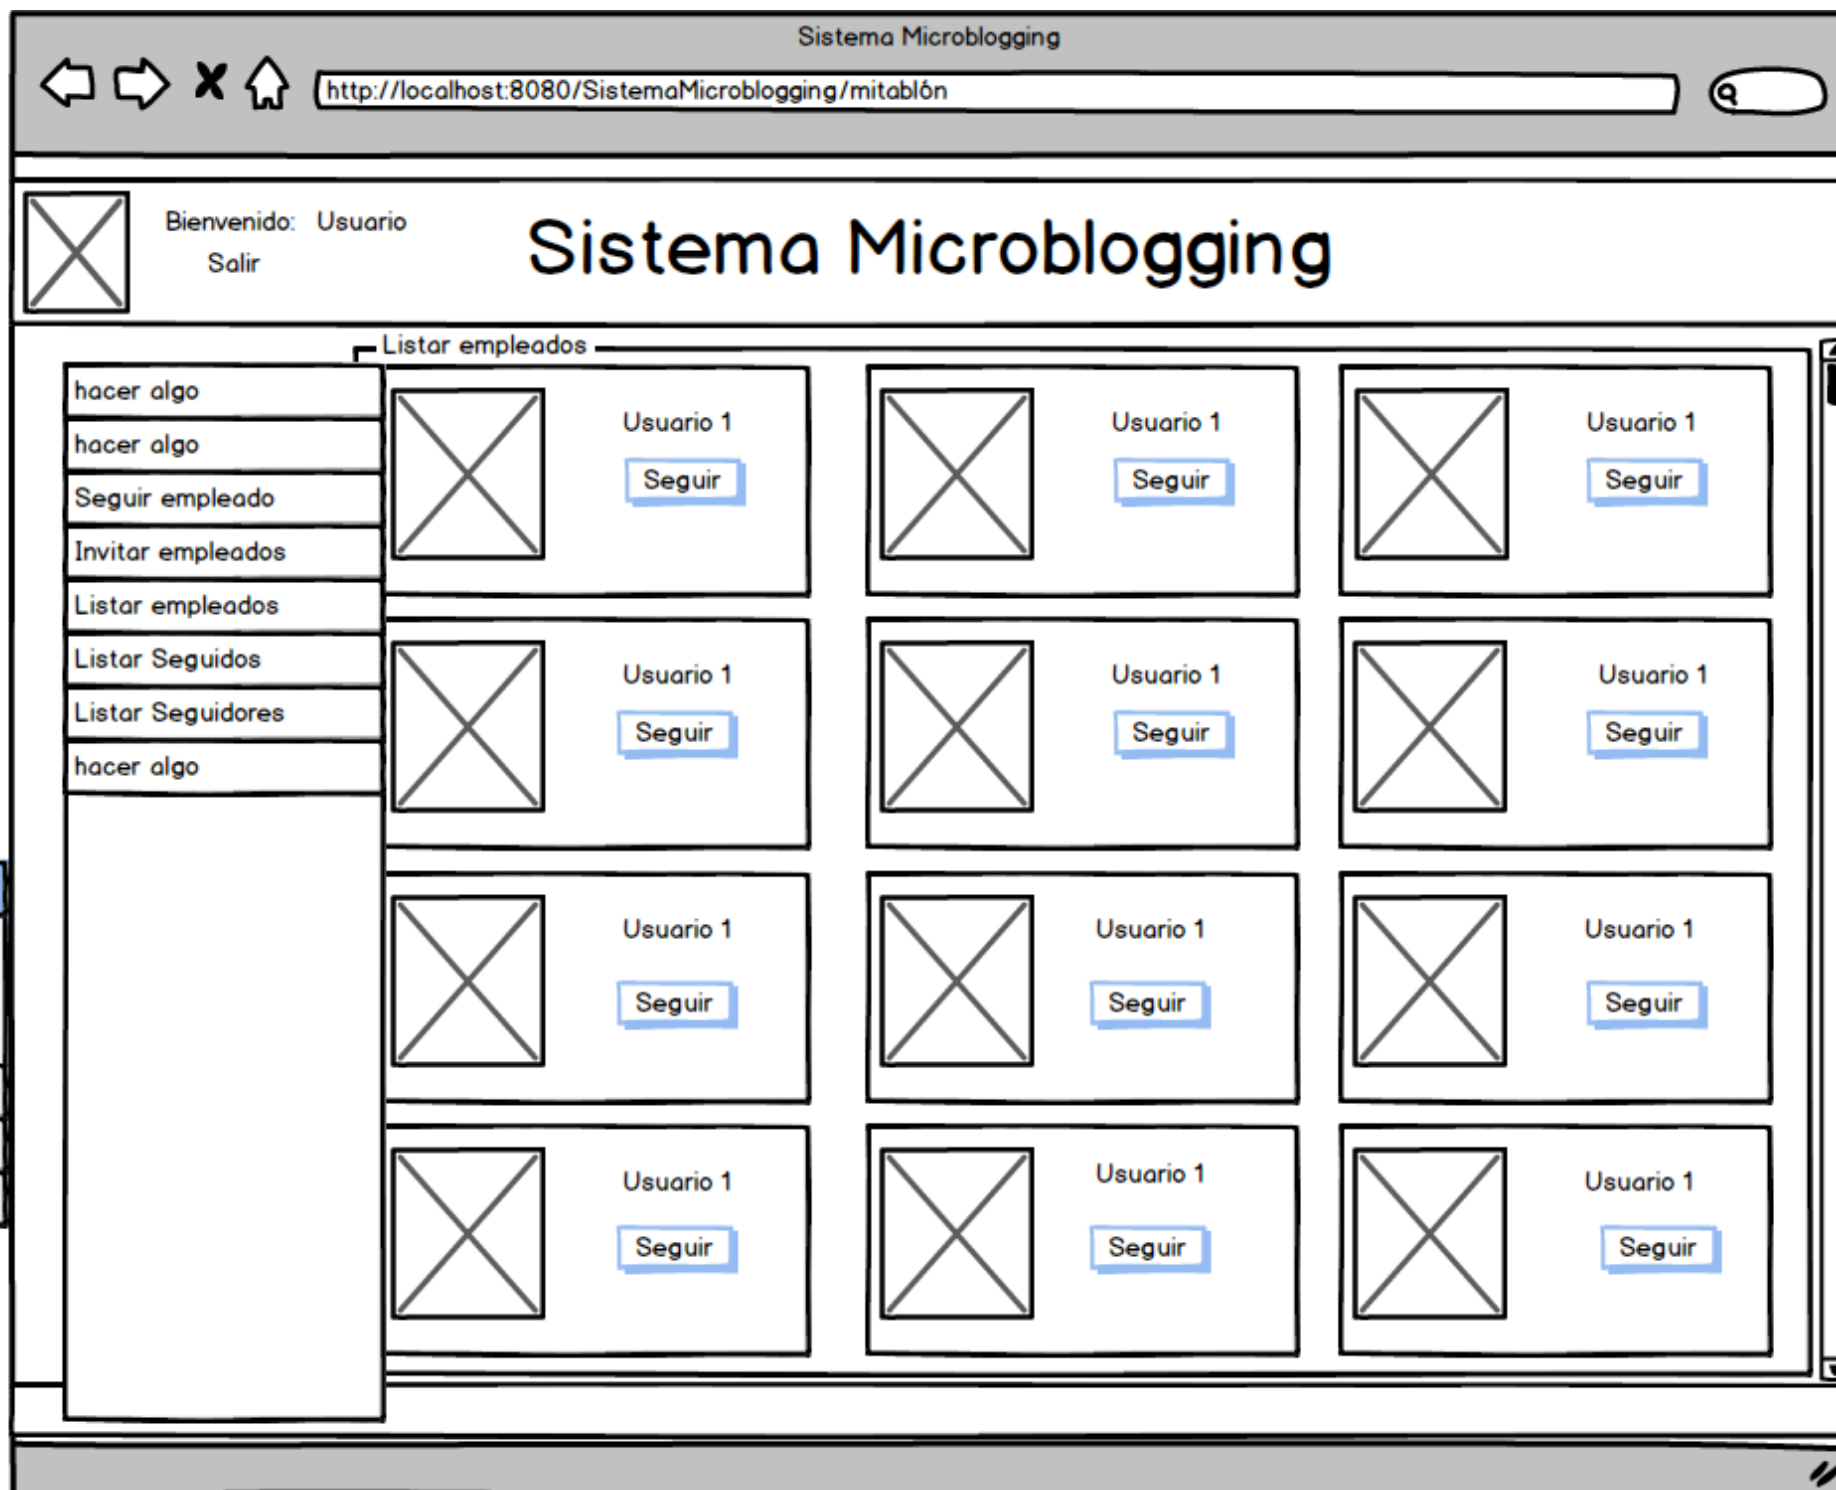 Sistema Microblogging
http://localhost:8080/SistemaMicroblogging/mitablón
Bienvenido: Usuario
Salir
Sistema Microblogging
hacer algo
hacer algo
Seguir empleado
Invitar empleados
Listar empleados
Listar Seguidos
Listar Seguidores
hacer algo
Listar empleados
Usuario 1
Seguir
Usuario 1
Seguir
Usuario 1
Seguir
Usuario 1
Seguir
Usuario 1
Seguir
Usuario 1
Seguir
Usuario 1
Seguir
Usuario 1
Seguir
Usuario 1
Seguir
Usuario 1
Seguir
Usuario 1
Seguir
Usuario 1
Seguir